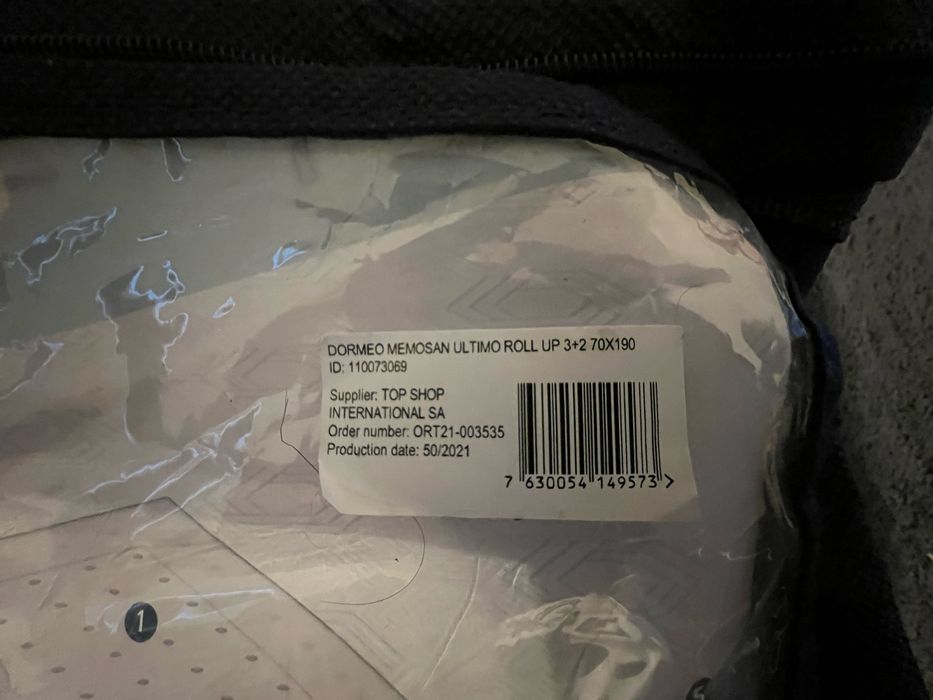 DORMEO MEMOSAN ULTIMO ROLL UP 3+2 70X190
ID: 110073069
Supplier: TOP SHOP
INTERNATIONAL SA
Order number: ORT21-003535
Production date: 50/2021
7 630054 149573 >
1